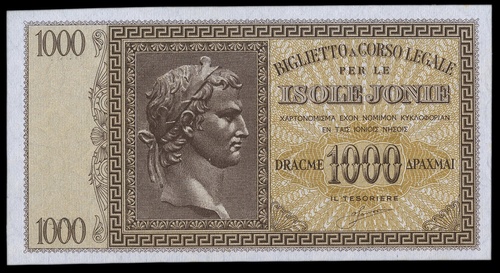 1000
BIGLIETTO A CORSO LEGALE
PER LE
ISOLE JONIE
ΧΑΡΤΟΝΟΜΙΣΜΑ ΕΧΟΝ ΝΟΜΙΜΟΝ ΚΥΚΛΟΦΟΡΙΑΝ
ΕΝ ΤΑΙΣ ΙΟΝΙΟΙΣ ΝΗΣΟΙΣ
DRACME 1000 ΔΡΑΧΜΑΙ
IL TESORIERE
1000